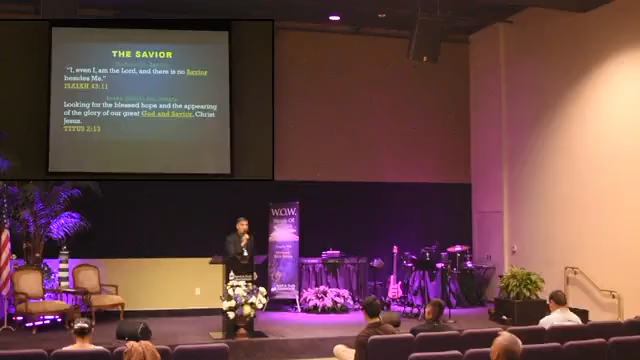 THE SAVIOR
"I, even I, am the Lord, and there is no Savior
besides Me."
ISAIAH 43:11
Looking for the blessed hope and the appearing
of the glory of our great God and Savior, Christ
Jesus.
TITUS 2:13
W.O.W.